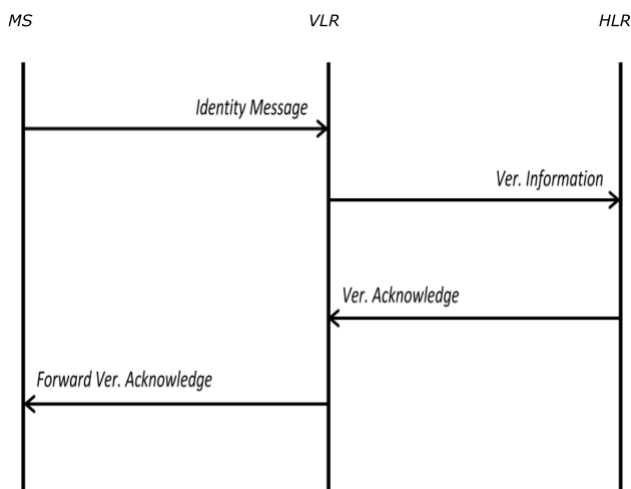 MS VLR HLR
Identity Message
Ver. Information
Ver. Acknowledge
Forward Ver. Acknowledge